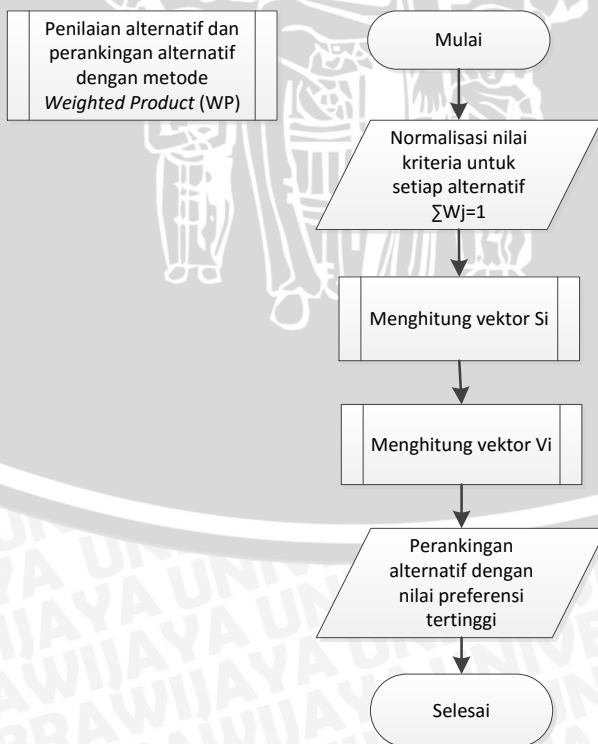 Penilaian alternatif dan
perankingan alternatif
dengan metode
Weighted Product (WP)
Mulai
Normalisasi nilai
kriteria untuk
setiap alternatif
∑Wj=1
Menghitung vektor Si
Menghitung vektor Vi
Perankingan
alternatif dengan
nilai preferensi
tertinggi
Selesai